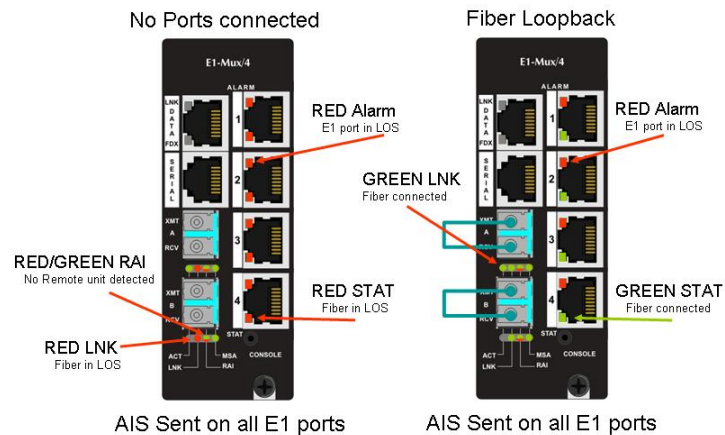 No Ports connected
E1-Mux/4
ALARM
LNK
DATA
FDX
SERIAL
1
2
3
4
XMT
A
RCV
XMT
B
RCV
STAT
ACT
LNK
MSA
RAI
CONSOLE
RED Alarm
E1 port in LOS
RED/GREEN RAI
No Remote unit detected
RED STAT
Fiber in LOS
RED LNK
Fiber in LOS
AIS Sent on all E1 ports
Fiber Loopback
E1-Mux/4
ALARM
LNK
DATA
FDX
SERIAL
1
2
3
4
XMT
A
RCV
XMT
B
RCV
STAT
ACT
LNK
MSA
RAI
CONSOLE
RED Alarm
E1 port in LOS
GREEN LNK
Fiber connected
GREEN STAT
Fiber connected
AIS Sent on all E1 ports